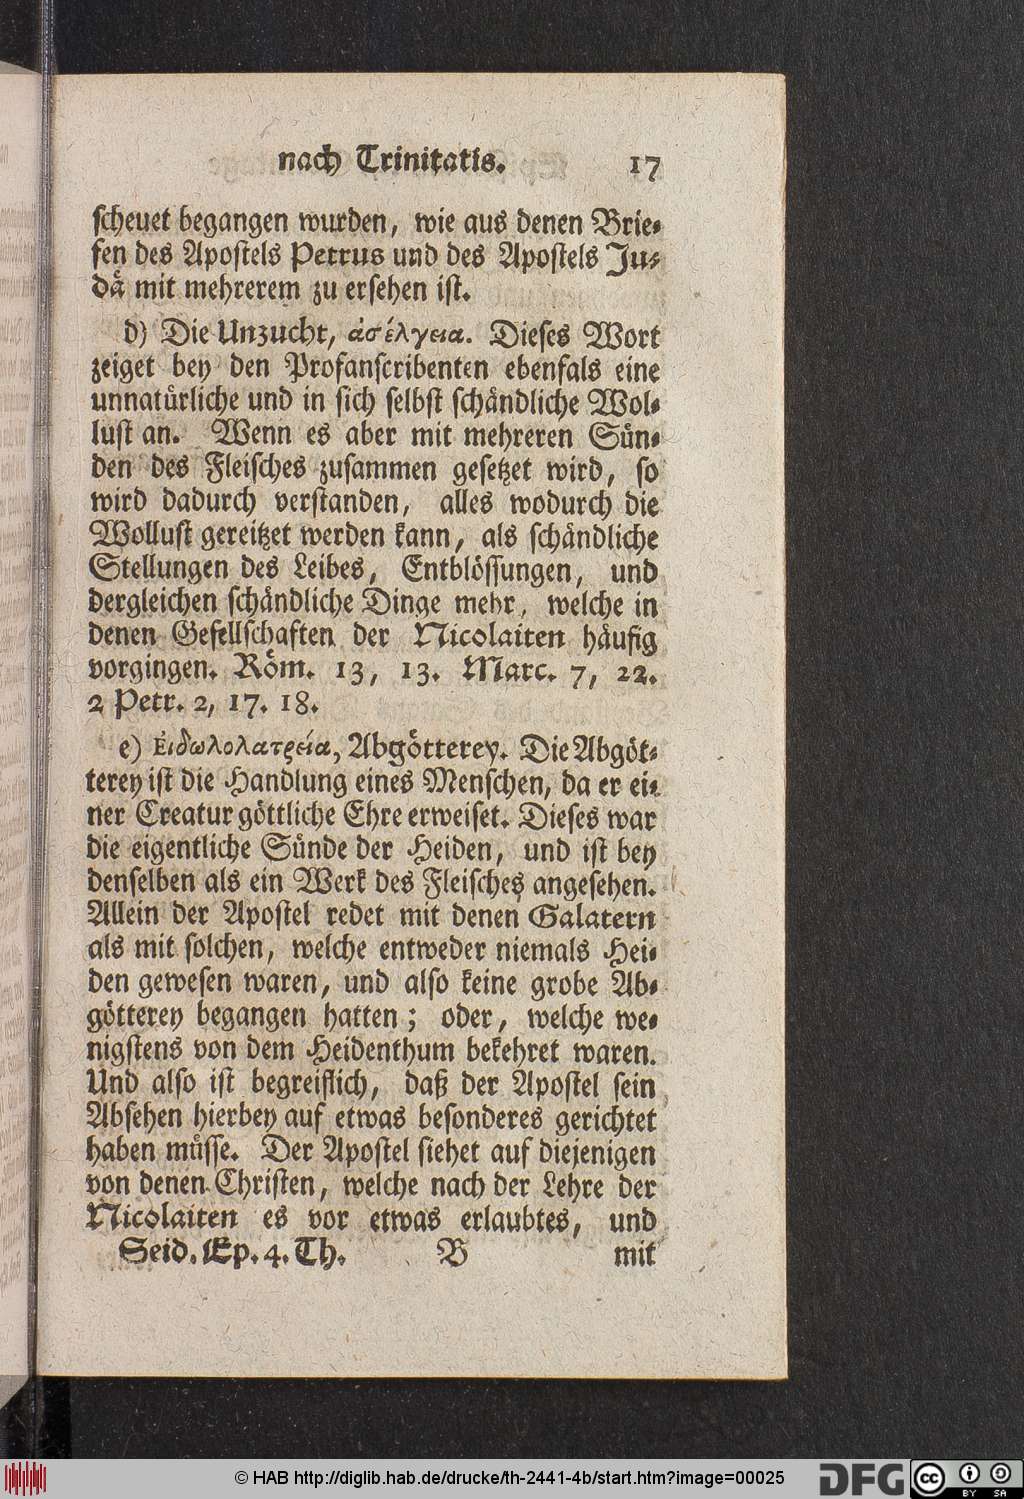 nach Trinitatis. 17
scheuet begangen wurden, wie aus denen Brie-
fen des Apostels Petrus und des Apostels Ju-
dä mit mehrerem zu ersehen ist.
d) Die Unzucht, ἀσέλγεια. Dieses Wort
zeiget bey den Profanscribenten ebenfals eine
unnatürliche und in sich selbst schändliche Wol-
lust an. Wenn es aber mit mehreren Sün-
den des Fleisches zusammen gesetzet wird, so
wird dadurch verstanden, alles wodurch die
Wollust gereitzet werden kann, als schändliche
Stellungen des Leibes, Entblössungen, und
dergleichen schändliche Dinge mehr, welche in
denen Gesellschaften der Nicolaiten häufig
vorgingen. Röm. 13, 13. Marc. 7, 22.
2 Petr. 2, 17. 18.
e) Ἐιδωλολατρεία, Abgötterey. Die Abgöt-
terey ist die Handlung eines Menschen, da er ei-
ner Creatur göttliche Ehre erweiset. Dieses war
die eigentliche Sünde der Heiden, und ist bey
denselben als ein Werk des Fleisches angesehen.
Allein der Apostel redet mit denen Galatern
als mit solchen, welche entweder niemals Hei-
den gewesen waren, und also keine grobe Ab-
götterey begangen hatten; oder, welche we-
nigstens von dem Heidenthum bekehret waren.
Und also ist begreiflich, daß der Apostel sein
Absehen hierbey auf etwas besonderes gerichtet
haben müsse. Der Apostel siehet auf diejenigen
von denen Christen, welche nach der Lehre der
Nicolaiten es vor etwas erlaubtes, und
Seid. Ep. 4. Th. B mit
© HAB http://diglib.hab.de/drucke/th-2441-4b/start.htm?image=00025
DFG cc BY SA